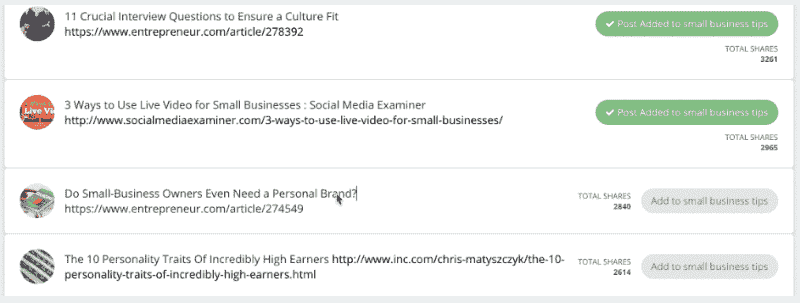 11 Crucial Interview Questions to Ensure a Culture Fit
https://www.entrepreneur.com/article/278392
✓ Post Added to small business tips
TOTAL SHARES
3261
Live Vi
3 Ways to Use Live Video for Small Businesses : Social Media Examiner
http://www.socialmediaexaminer.com/3-ways-to-use-live-video-for-small-businesses/
✓ Post Added to small business tips
TOTAL SHARES
2965
Do Small-Business Owners Even Need a Personal Brand?
https://www.entrepreneur.com/article/274549
TOTAL SHARES
2840
Add to small business tips
The 10 Personality Traits Of Incredibly High Earners http://www.inc.com/chris-matyszczyk/the-10-
personality-traits-of-incredibly-high-earners.html
TOTAL SHARES
2614
Add to small business tips